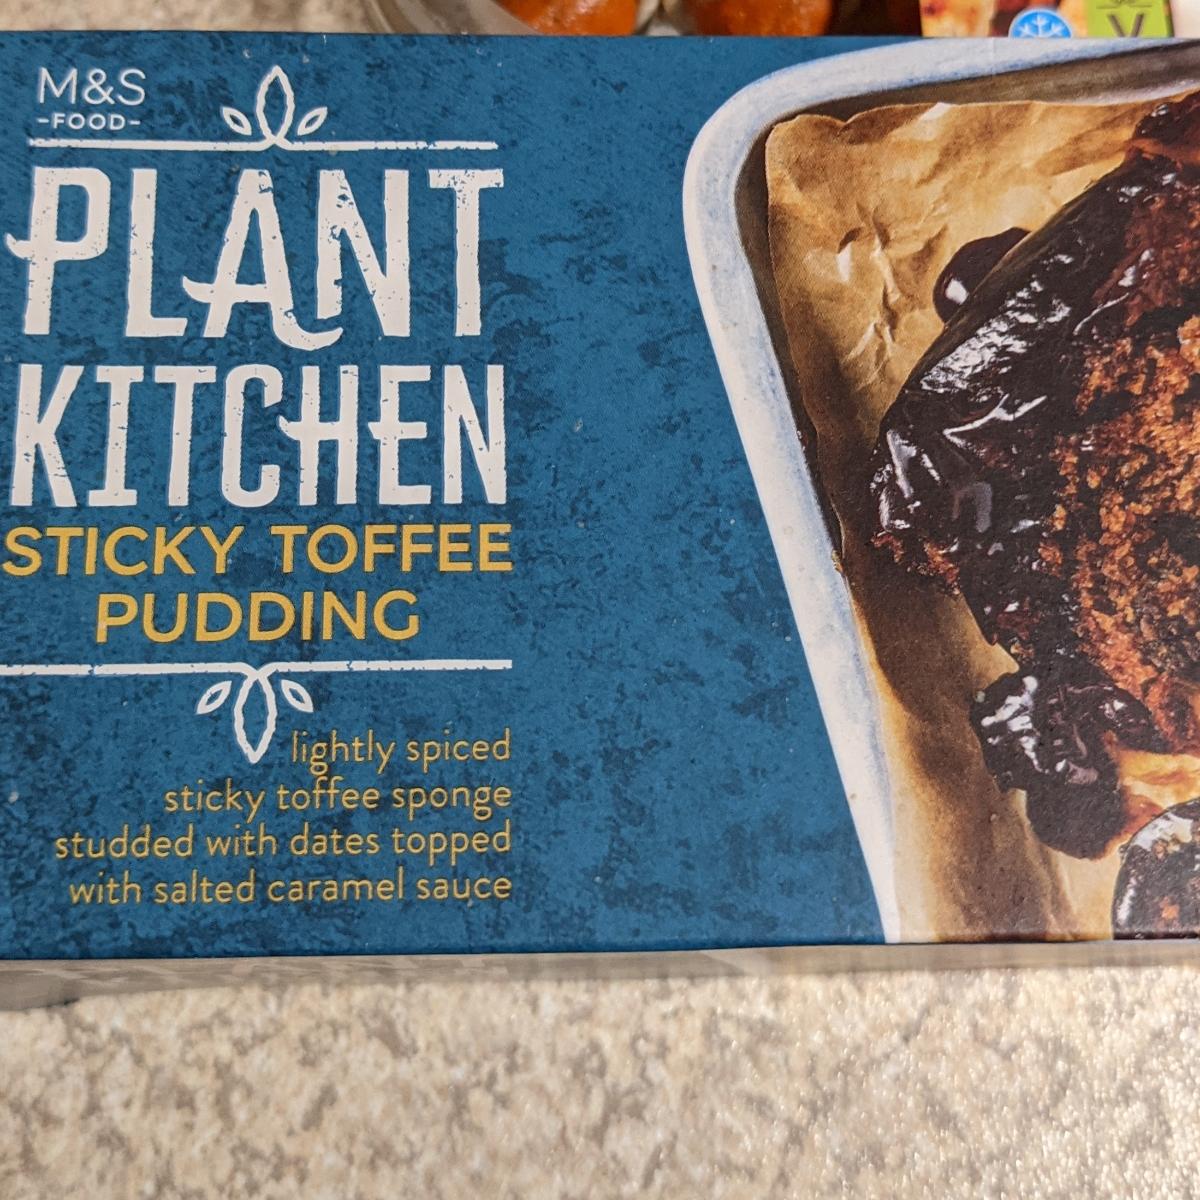 M&S
-FOOD-
PLANT
KITCHEN
STICKY TOFFEE
PUDDING
lightly spiced
sticky toffee sponge
studded with dates topped
with salted caramel sauce